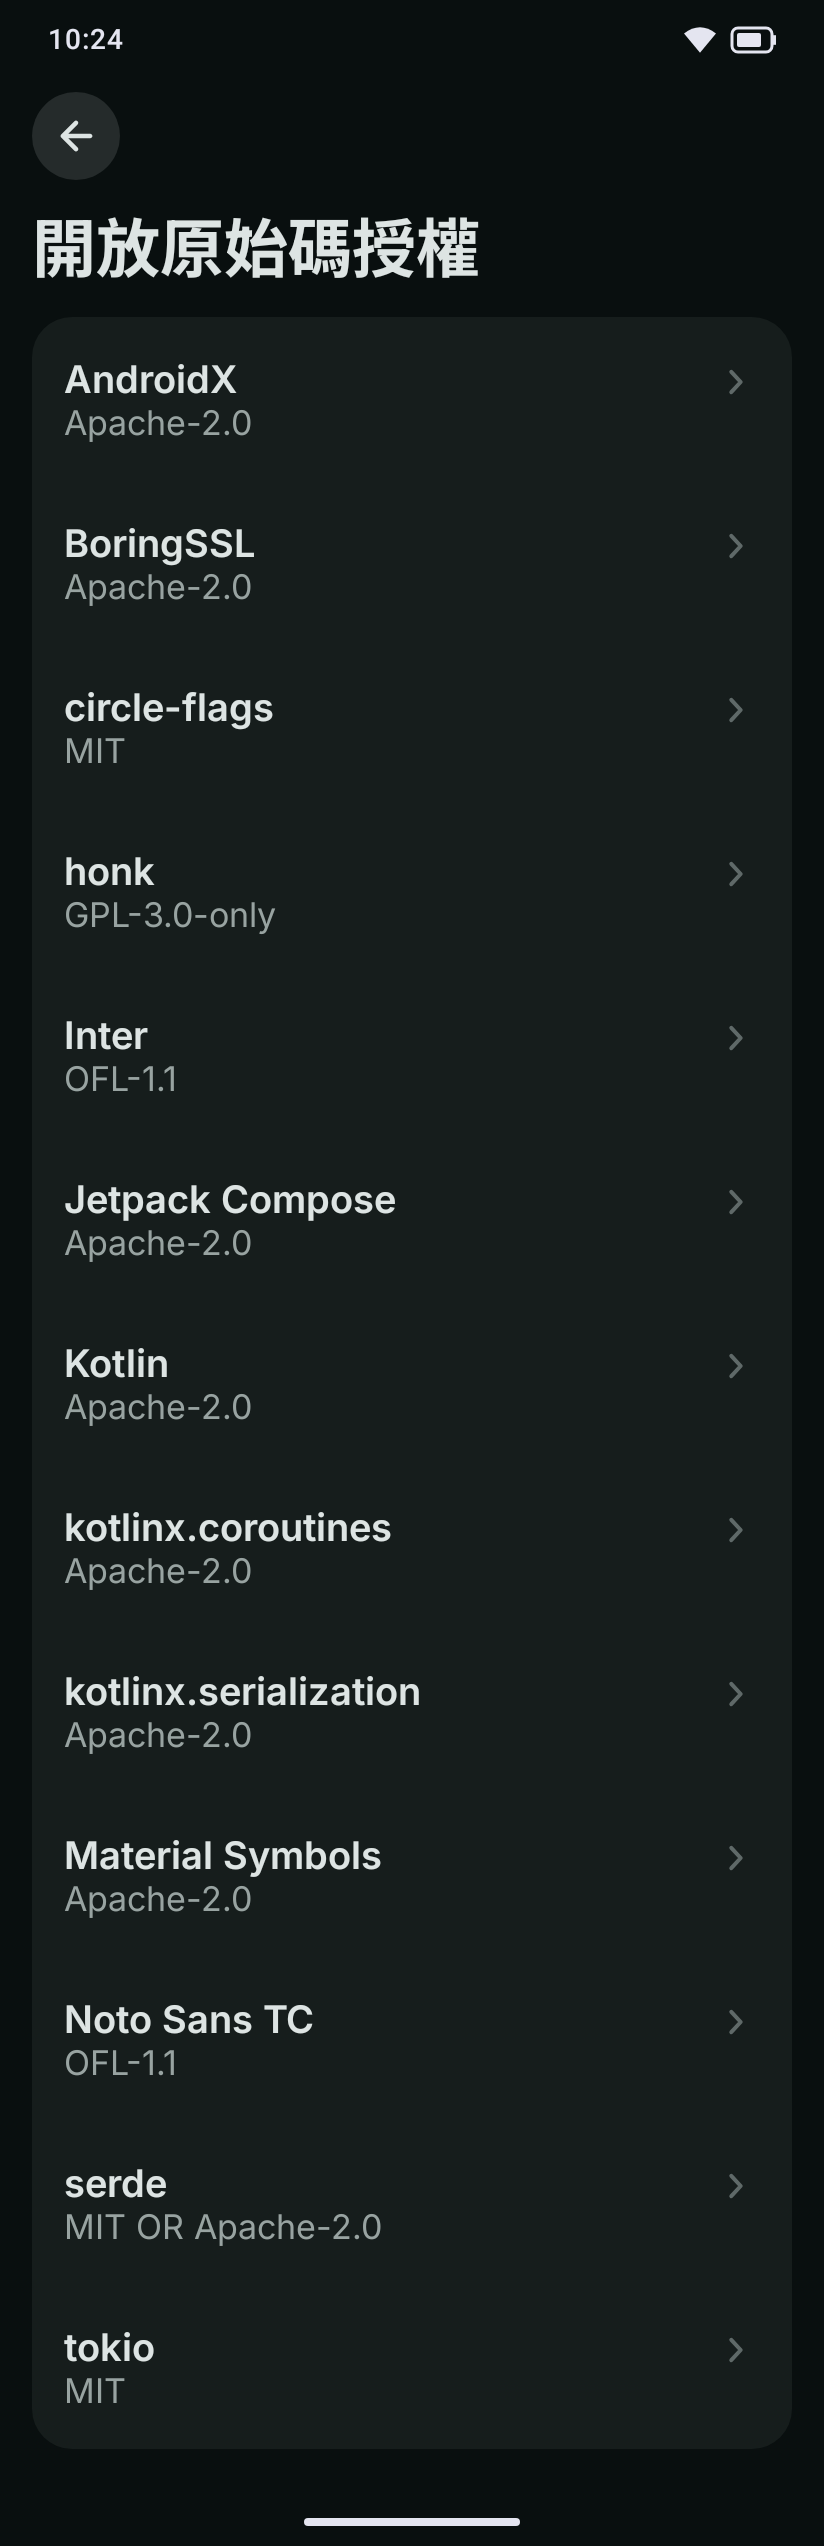 10:24
開放原始碼授權
AndroidX
Apache-2.0
BoringSSL
Apache-2.0
circle-flags
MIT
honk
GPL-3.0-only
Inter
OFL-1.1
Jetpack Compose
Apache-2.0
Kotlin
Apache-2.0
kotlinx.coroutines
Apache-2.0
kotlinx.serialization
Apache-2.0
Material Symbols
Apache-2.0
Noto Sans TC
OFL-1.1
serde
MIT OR Apache-2.0
tokio
MIT